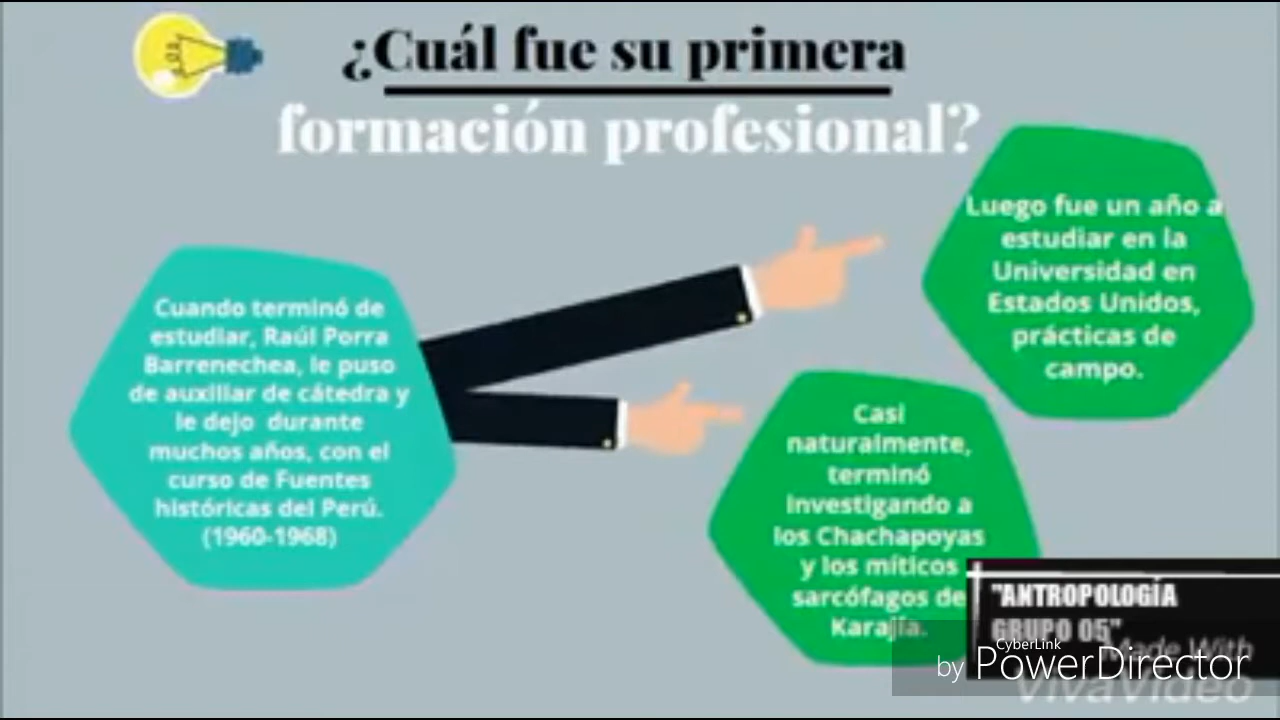 ¿Cuál fue su primera
formación profesional?
Cuando terminó de
estudiar, Raúl Porra
Barrenechea, le puso
de auxiliar de cátedra y
le dejo durante
muchos años, con el
curso de Fuentes
históricas del Perú.
(1960-1968)
Luego fue un año a
estudiar en la
Universidad en
Estados Unidos,
prácticas de
campo.
Casi
naturalmente,
terminó
investigando a
los Chachapoyas
y los míticos
sarcófagos de
Karajía.
"ANTROPOLOGÍA
GRUPO 05"
Made With
VivaVideo
CyberLink
by PowerDirector